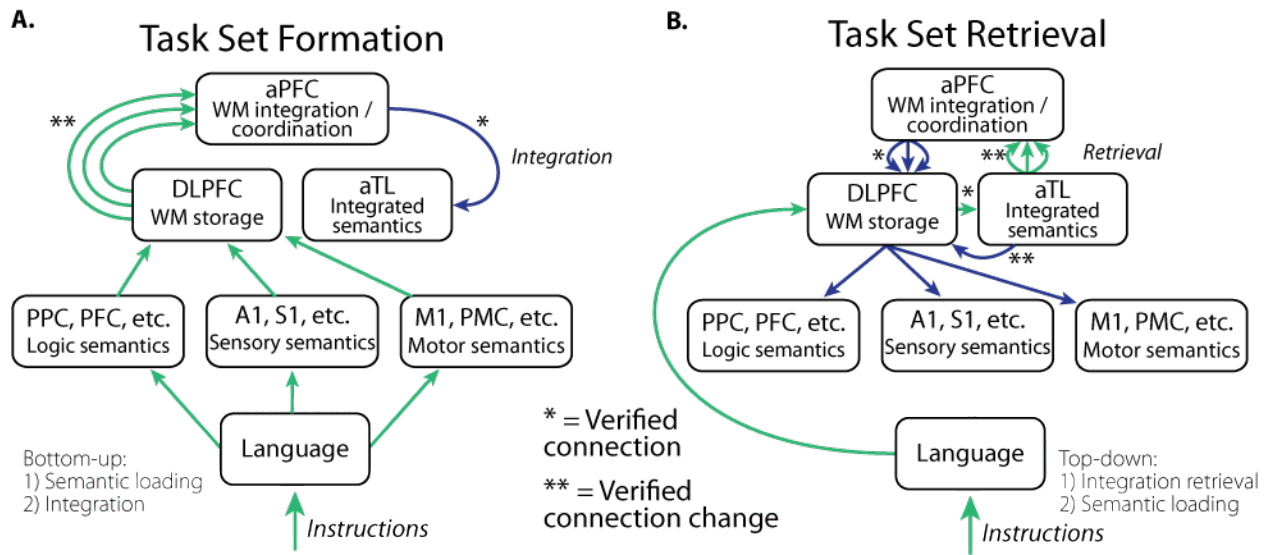 A.
Task Set Formation
aPFC
WM integration /
coordination
**
*
Integration
DLPFC
WM storage
aTL
Integrated
semantics
PPC, PFC, etc.
Logic semantics
A1, S1, etc.
Sensory semantics
M1, PMC, etc.
Motor semantics
Language
Bottom-up:
1) Semantic loading
2) Integration
Instructions
* = Verified
connection
** = Verified
connection change
B.
Task Set Retrieval
aPFC
WM integration /
coordination
*
**
Retrieval
DLPFC
WM storage
*
aTL
Integrated
semantics
**
PPC, PFC, etc.
Logic semantics
A1, S1, etc.
Sensory semantics
M1, PMC, etc.
Motor semantics
Language
Top-down:
1) Integration retrieval
2) Semantic loading
Instructions